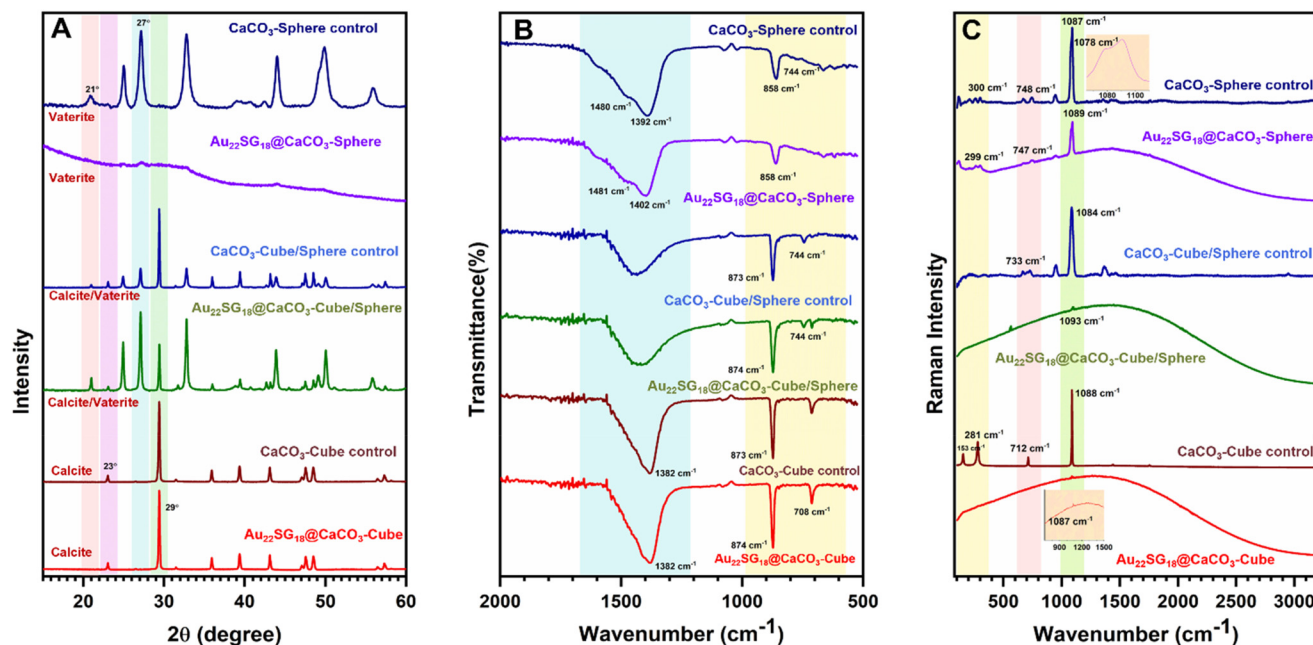 A
CaCO₃-Sphere control
27°
21°
Vaterite
Au₂₂SG₁₈@CaCO₃-Sphere
Vaterite
CaCO₃-Cube/Sphere control
Calcite/Vaterite
Au₂₂SG₁₈@CaCO₃-Cube/Sphere
Calcite/Vaterite
CaCO₃-Cube control
Calcite
23°
29°
Au₂₂SG₁₈@CaCO₃-Cube
Calcite
Intensity
20 30 40 50 60
2θ (degree)
B
CaCO₃-Sphere control
744 cm⁻¹
858 cm⁻¹
1480 cm⁻¹
1392 cm⁻¹
858 cm⁻¹
1481 cm⁻¹
1402 cm⁻¹
Au₂₂SG₁₈@CaCO₃-Sphere
873 cm⁻¹
744 cm⁻¹
CaCO₃-Cube/Sphere control
744 cm⁻¹
874 cm⁻¹
Au₂₂SG₁₈@CaCO₃-Cube/Sphere
873 cm⁻¹
1382 cm⁻¹
CaCO₃-Cube control
708 cm⁻¹
874 cm⁻¹
1382 cm⁻¹
Au₂₂SG₁₈@CaCO₃-Cube
Transmittance(%)
2000 1500 1000 500
Wavenumber (cm⁻¹)
C
1087 cm⁻¹
1078 cm⁻¹
1080 1100
300 cm⁻¹
748 cm⁻¹
CaCO₃-Sphere control
1089 cm⁻¹
Au₂₂SG₁₈@CaCO₃-Sphere
299 cm⁻¹
747 cm⁻¹
1084 cm⁻¹
CaCO₃-Cube/Sphere control
733 cm⁻¹
1093 cm⁻¹
Au₂₂SG₁₈@CaCO₃-Cube/Sphere
1088 cm⁻¹
281 cm⁻¹
153 cm⁻¹
712 cm⁻¹
CaCO₃-Cube control
1087 cm⁻¹
900 1200 1500
Au₂₂SG₁₈@CaCO₃-Cube
Raman Intensity
500 1000 1500 2000 2500 3000
Wavenumber (cm⁻¹)